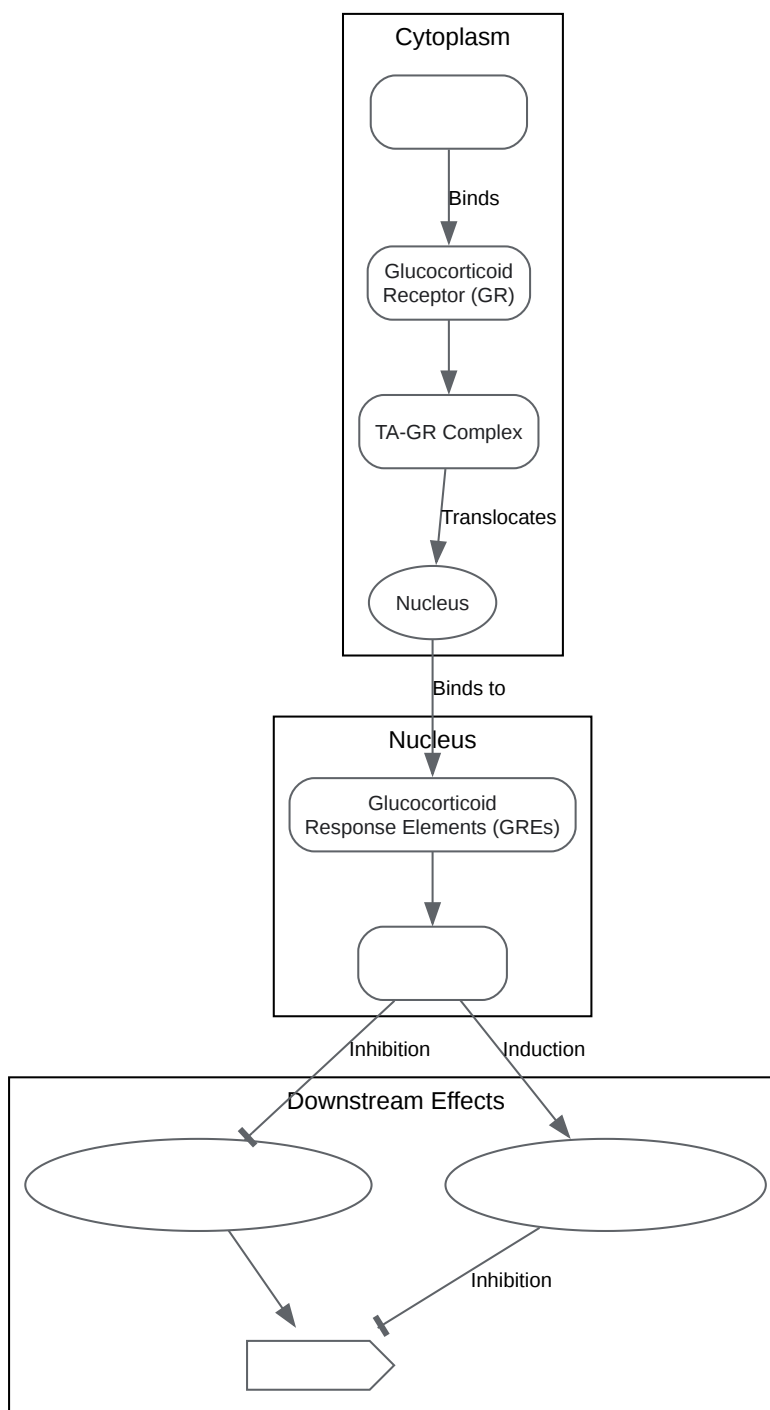 Cytoplasm
Binds
Glucocorticoid
Receptor (GR)
TA-GR Complex
Translocates
Nucleus
Binds to
Nucleus
Glucocorticoid
Response Elements (GREs)
Inhibition
Induction
Downstream Effects
Inhibition